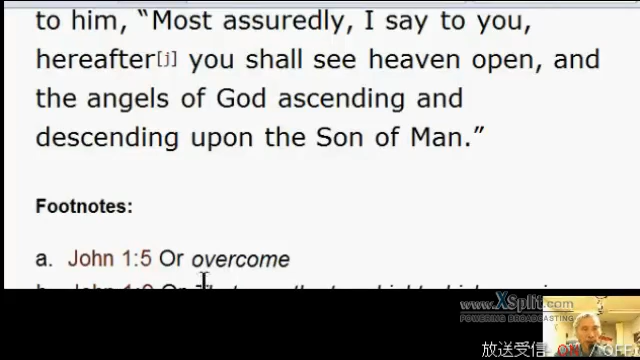 to him, “Most assuredly, I say to you,
hereafter[j] you shall see heaven open, and
the angels of God ascending and
descending upon the Son of Man.”
Footnotes:
a. John 1:5 Or overcome
www.XSplit.com
POWERING BROADCASTING
放送受信